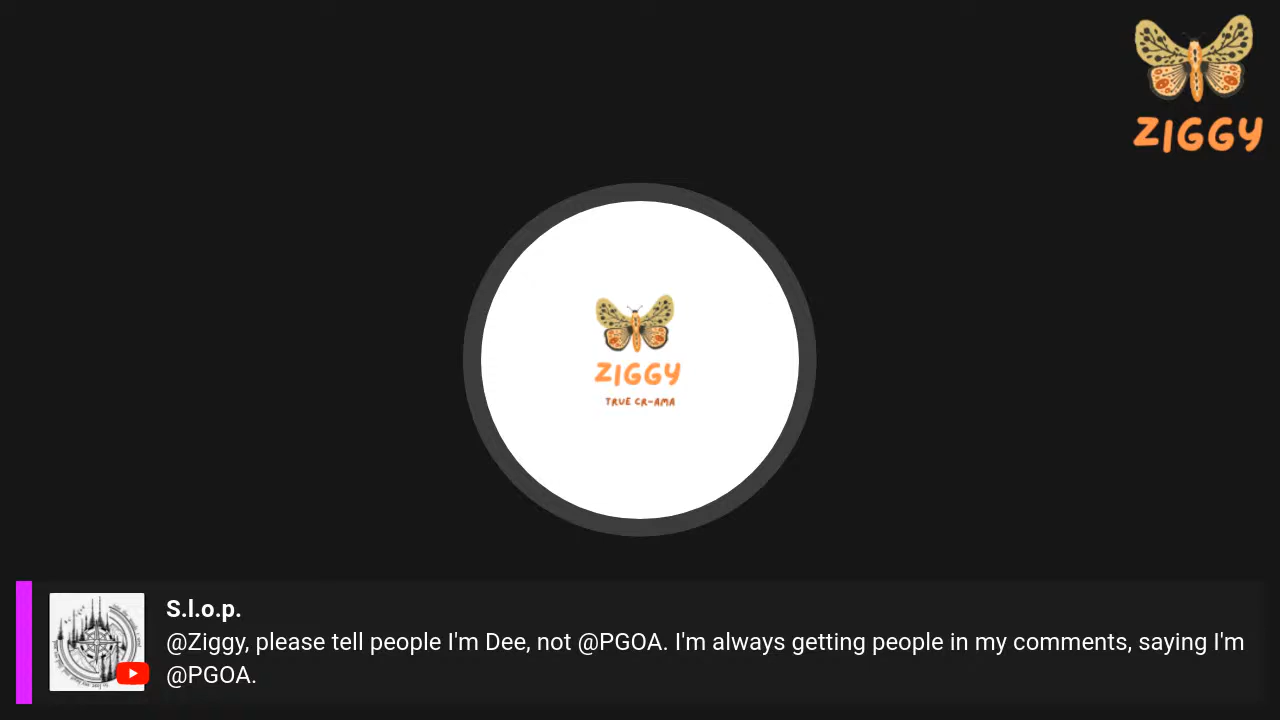 ZIGGY
ZIGGY
TRUE CR-AMA
S.l.o.p.
@Ziggy, please tell people I'm Dee, not @PGOA. I'm always getting people in my comments, saying I'm
@PGOA.